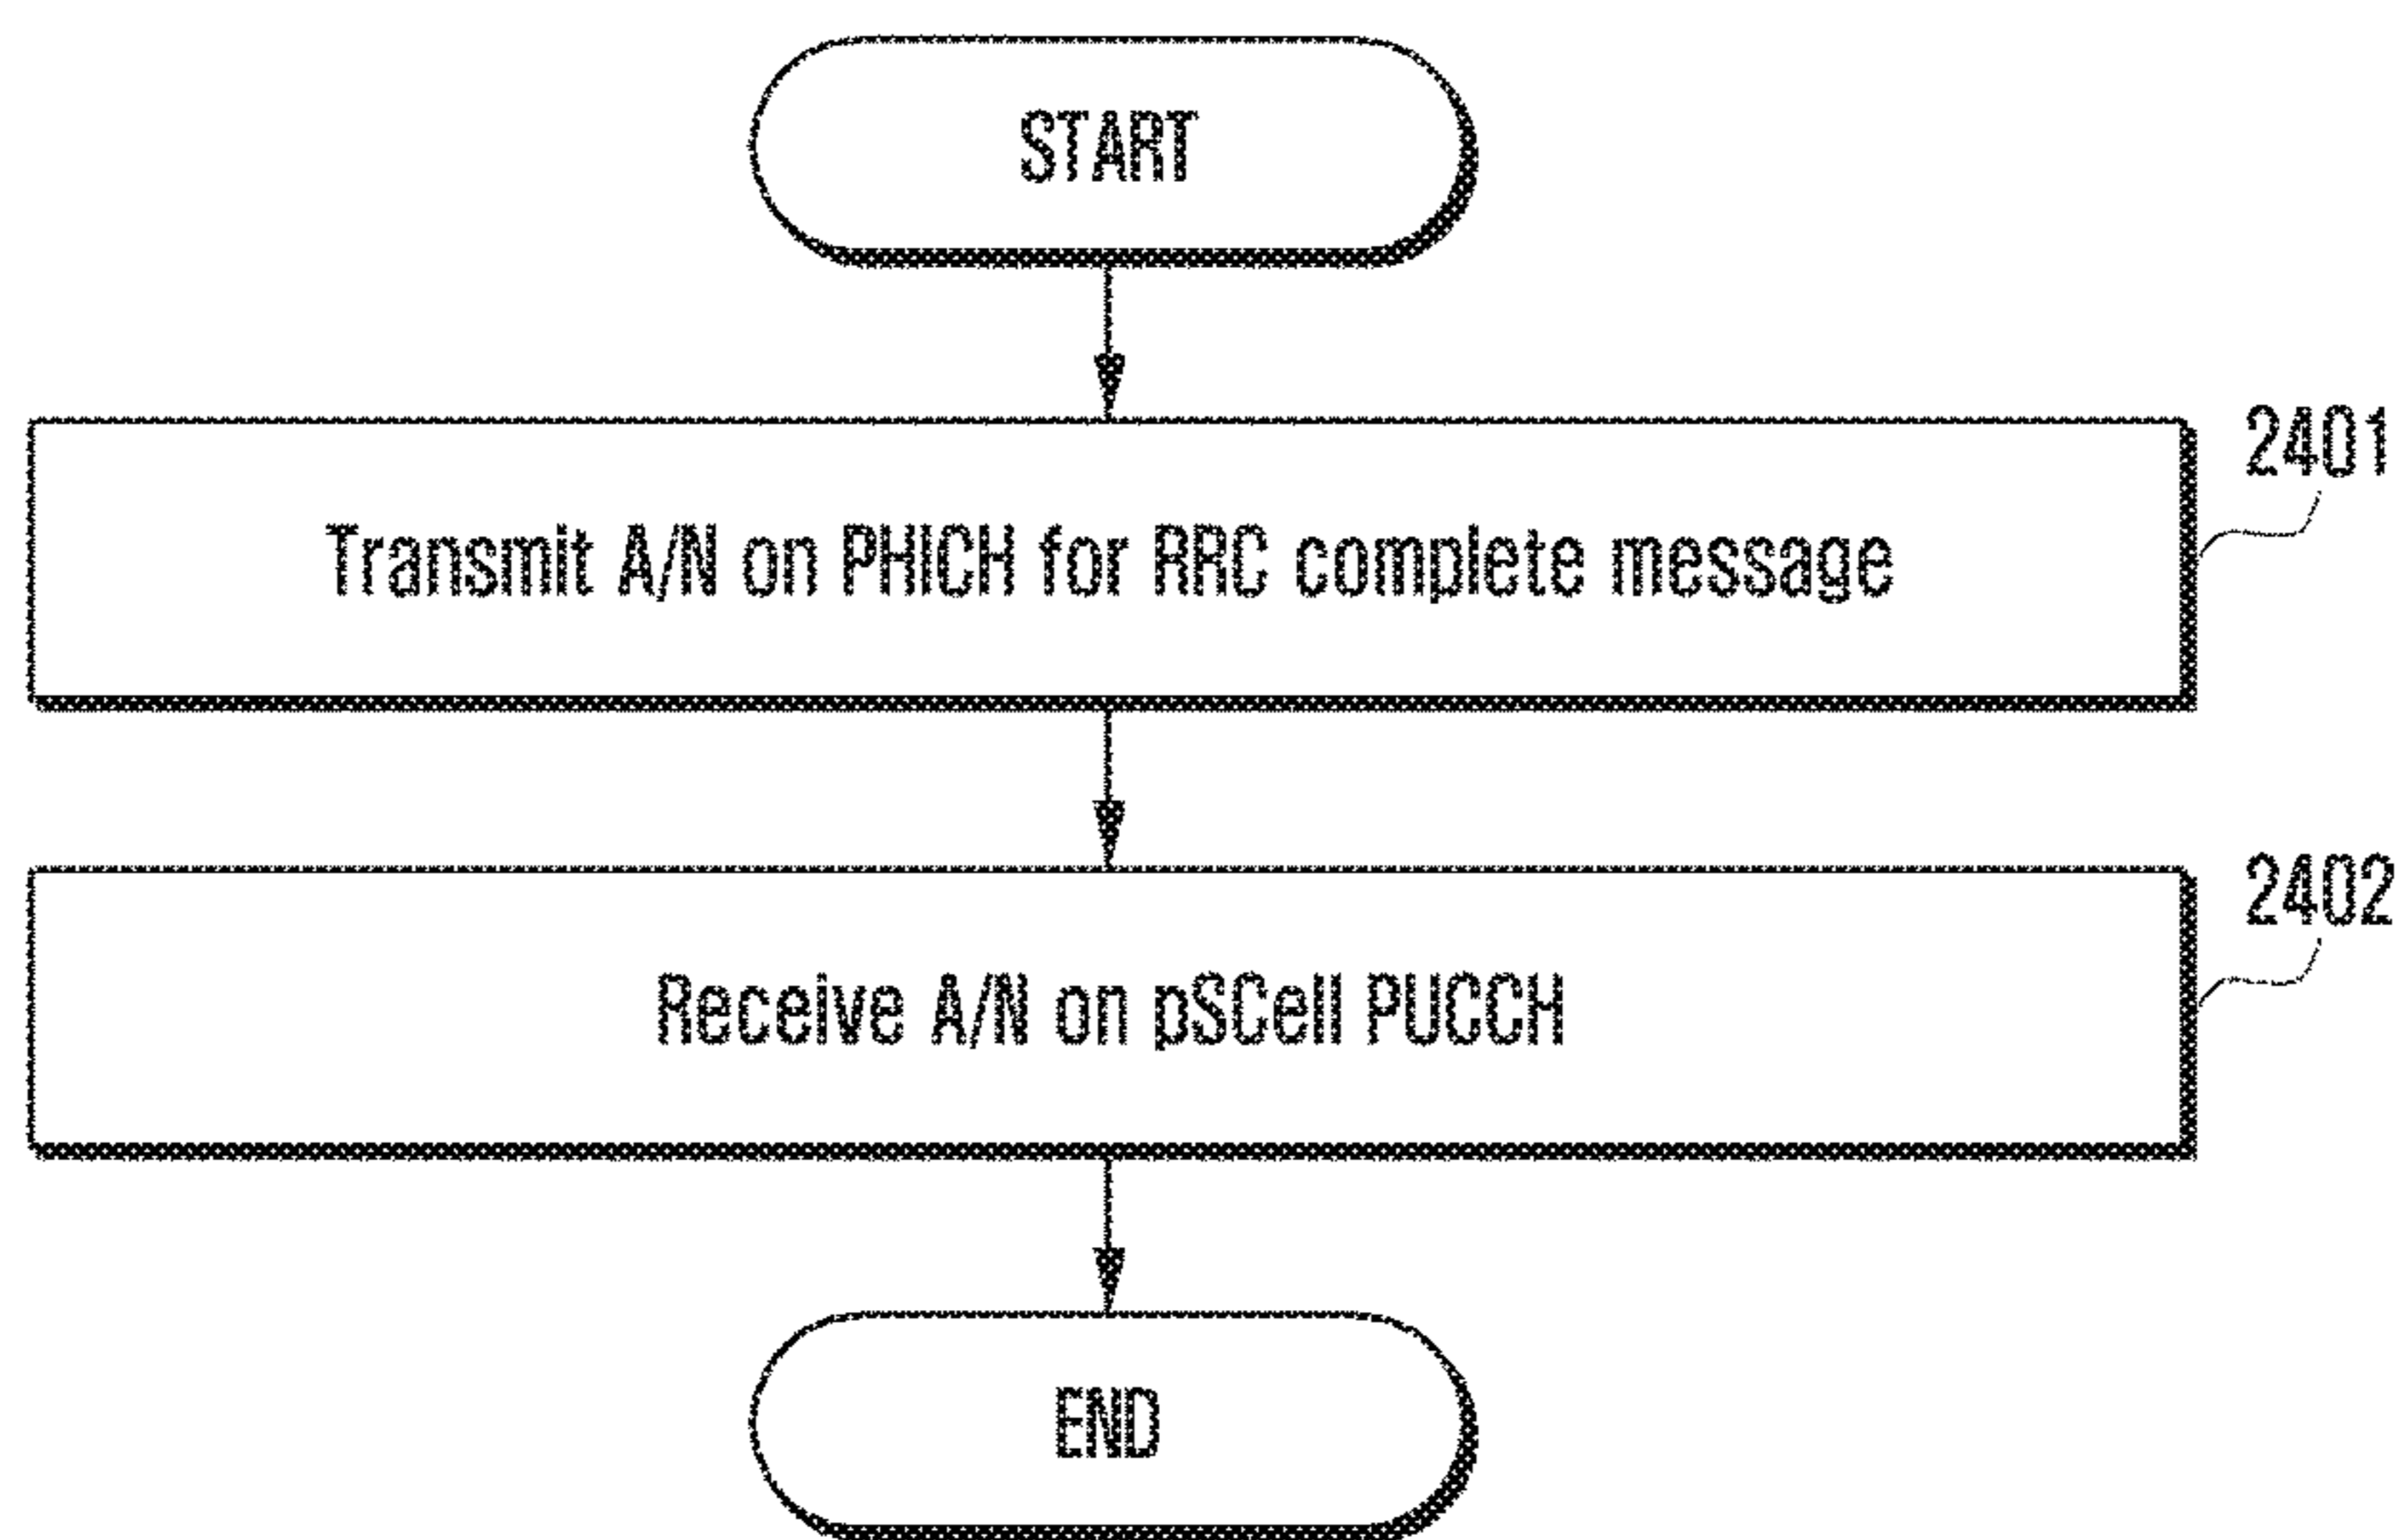 START
2401
Transmit A/N on PHICH for RRC complete message
2402
Receive A/N on pSCell PUCCH
END